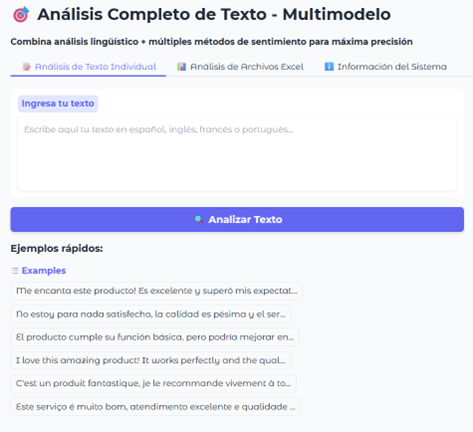 Análisis Completo de Texto - Multimodelo
Combina análisis lingüístico + múltiples métodos de sentimiento para máxima precisión
Análisis de Texto Individual
Análisis de Archivos Excel
Información del Sistema
Ingresa tu texto
Escribe aquí tu texto en español, inglés, francés o portugués...
Analizar Texto
Ejemplos rápidos:
Examples
Me encanta este producto! Es excelente y superó mis expectat...
No estoy para nada satisfecho, la calidad es pésima y el ser...
El producto cumple su función básica, pero podría mejorar en...
I love this amazing product! It works perfectly and the qual...
C'est un produit fantastique, je le recommande vivement à to...
Este serviço é muito bom, atendimento excelente e qualidade ...